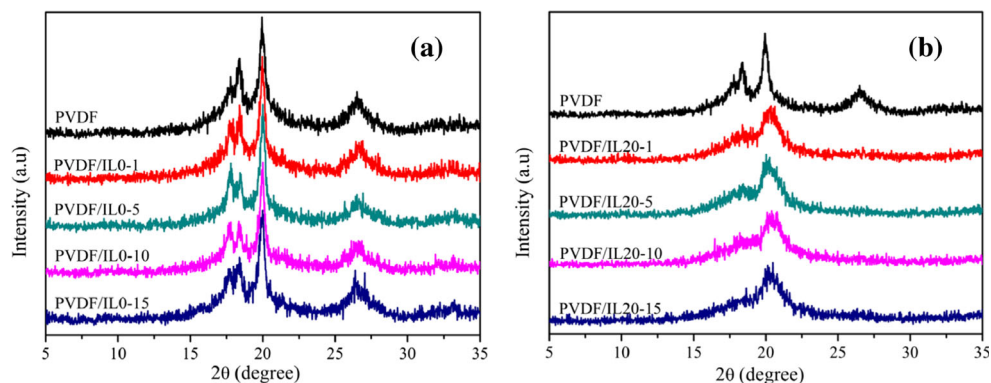 (a)
Intensity (a.u)
PVDF
PVDF/IL0-1
PVDF/IL0-5
PVDF/IL0-10
PVDF/IL0-15
5 10 15 20 25 30 35
2θ (degree)
(b)
Intensity (a.u)
PVDF
PVDF/IL20-1
PVDF/IL20-5
PVDF/IL20-10
PVDF/IL20-15
5 10 15 20 25 30 35
2θ (degree)